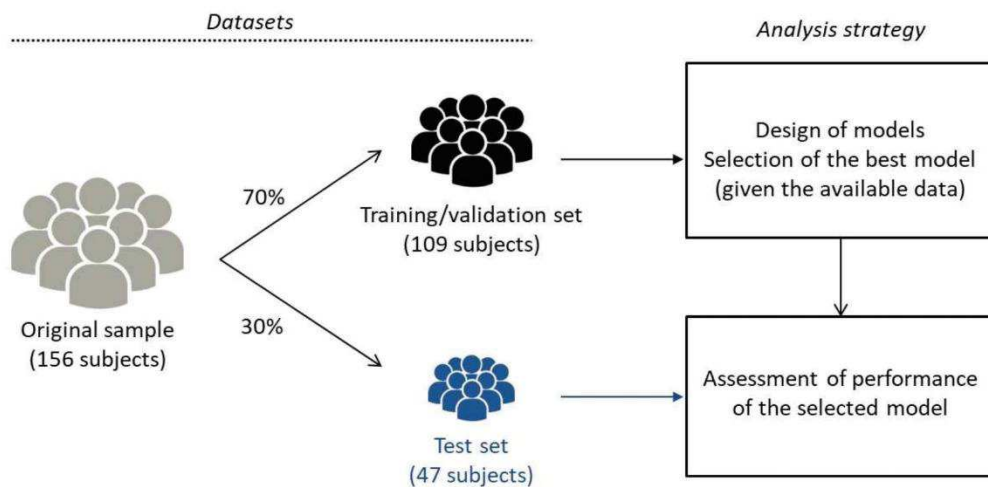 Datasets
Analysis strategy
Original sample
(156 subjects)
70%
30%
Training/validation set
(109 subjects)
Test set
(47 subjects)
Design of models
Selection of the best model
(given the available data)
Assessment of performance
of the selected model